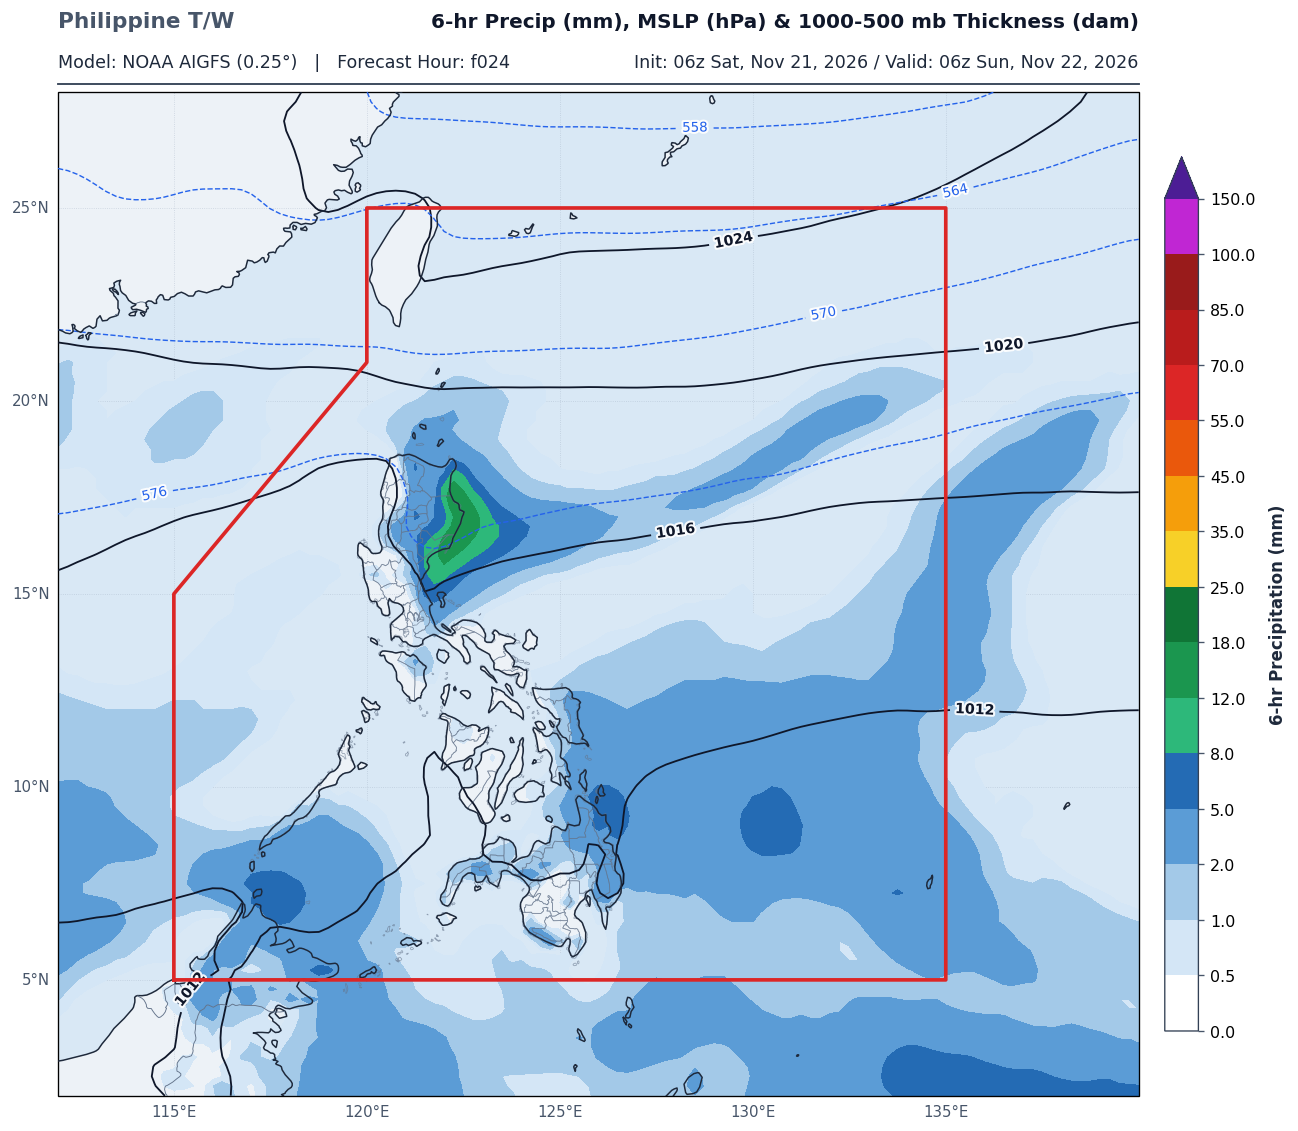 Philippine T/W
6-hr Precip (mm), MSLP (hPa) & 1000-500 mb Thickness (dam)
Model: NOAA AIGFS (0.25°) | Forecast Hour: f024
Init: 06z Sat, Nov 21, 2026 / Valid: 06z Sun, Nov 22, 2026
558
564
1024
570
1020
576
1016
1012
1012
25°N
20°N
15°N
10°N
5°N
115°E
120°E
125°E
130°E
135°E
150.0
100.0
85.0
70.0
55.0
45.0
35.0
25.0
18.0
12.0
8.0
5.0
2.0
1.0
0.5
0.0
6-hr Precipitation (mm)